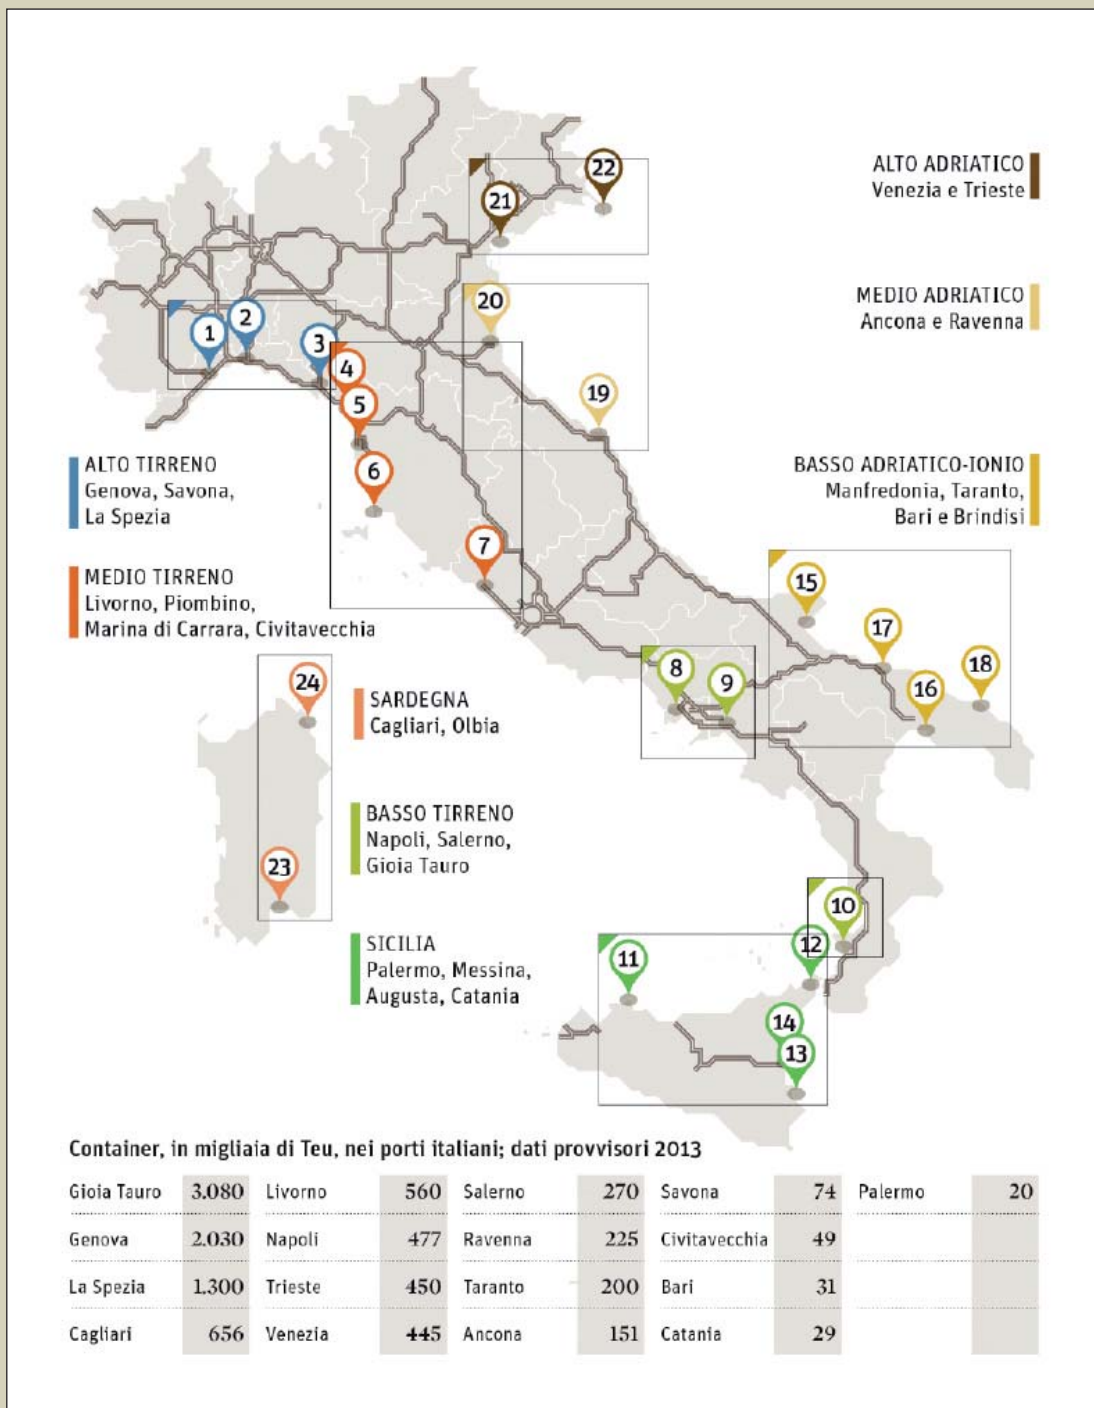 22
21
ALTO ADRIATICO
Venezia e Trieste
20
MEDIO ADRIATICO
Ancona e Ravenna
1
2
3
4
5
19
6
ALTO TIRRENO
Genova, Savona,
La Spezia
BASSO ADRIATICO-IONIO
Manfredonia, Taranto,
Bari e Brindisi
7
MEDIO TIRRENO
Livorno, Piombino,
Marina di Carrara, Civitavecchia
15
17
18
16
8
9
24
SARDEGNA
Cagliari, Olbia
BASSO TIRRENO
Napoli, Salerno,
Gioia Tauro
23
10
12
11
SICILIA
Palermo, Messina,
Augusta, Catania
14
13
Container, in migliaia di Teu, nei porti italiani; dati provvisori 2013
Gioia Tauro 3.080 Livorno 560 Salerno 270 Savona 74 Palermo 20
Genova 2.030 Napoli 477 Ravenna 225 Civitavecchia 49
La Spezia 1.300 Trieste 450 Taranto 200 Bari 31
Cagliari 656 Venezia 445 Ancona 151 Catania 29